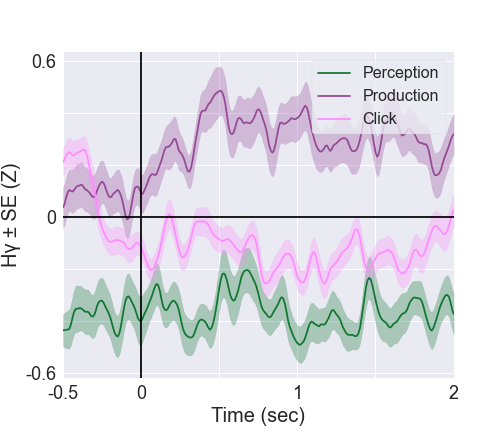 0.6
0
-0.6
Hγ ± SE (Z)
Perception
Production
Click
-0.5
0
1
2
Time (sec)